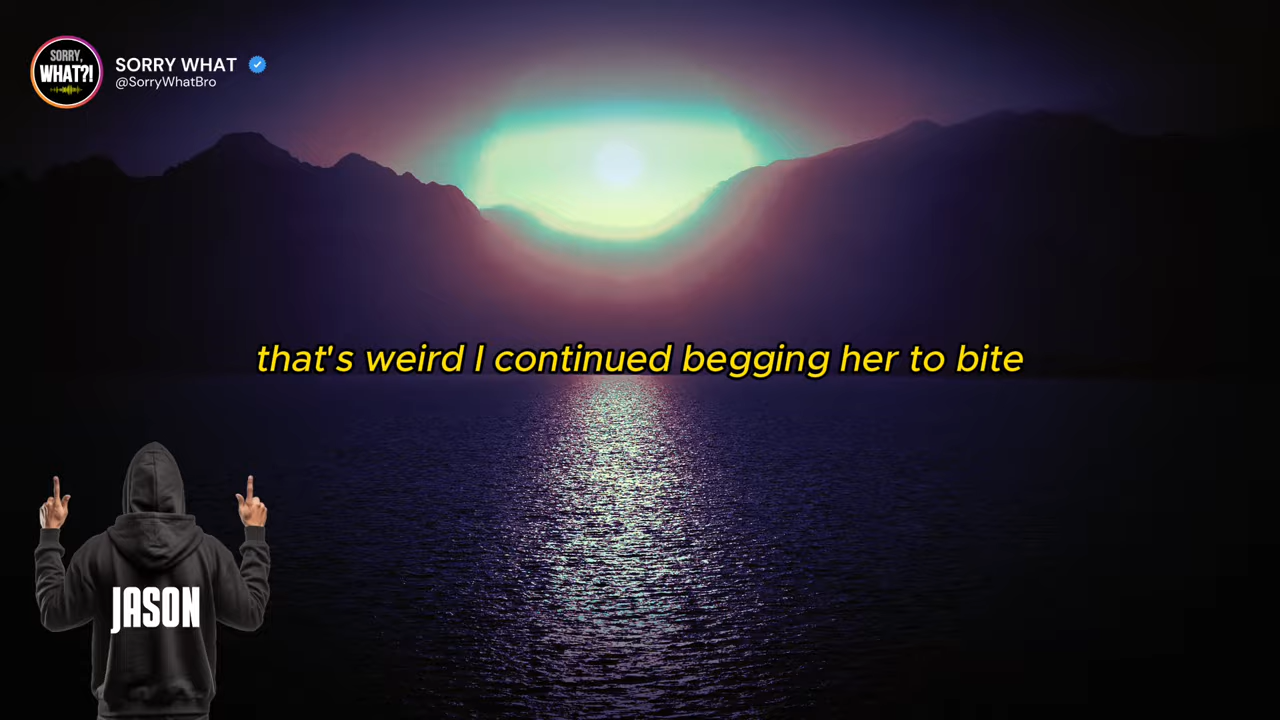 SORRY,
WHAT?!
SORRY WHAT
@SorryWhatBro
that's weird I continued begging her to bite
JASON